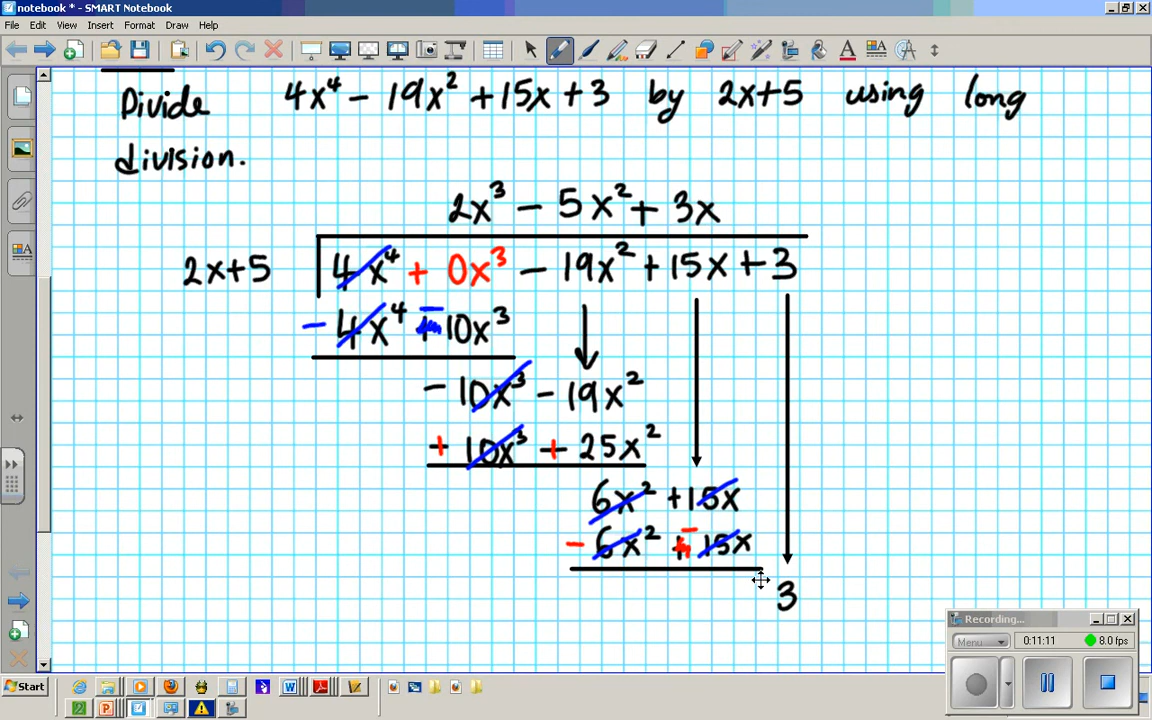 notebook * - SMART Notebook
File Edit View Insert Format Draw Help
Divide 4x⁴ - 19x² + 15x + 3 by 2x+5 using long
division.
2x³ - 5x² + 3x
2x+5 4x⁴ + 0x³ - 19x² + 15x + 3
- 4x⁴ - 10x³
- 10x³ - 19x²
+ 10x³ + 25x²
6x² + 15x
- 6x² - 15x
3
Recording...
Menu 0:11:11 8.0 fps
Start